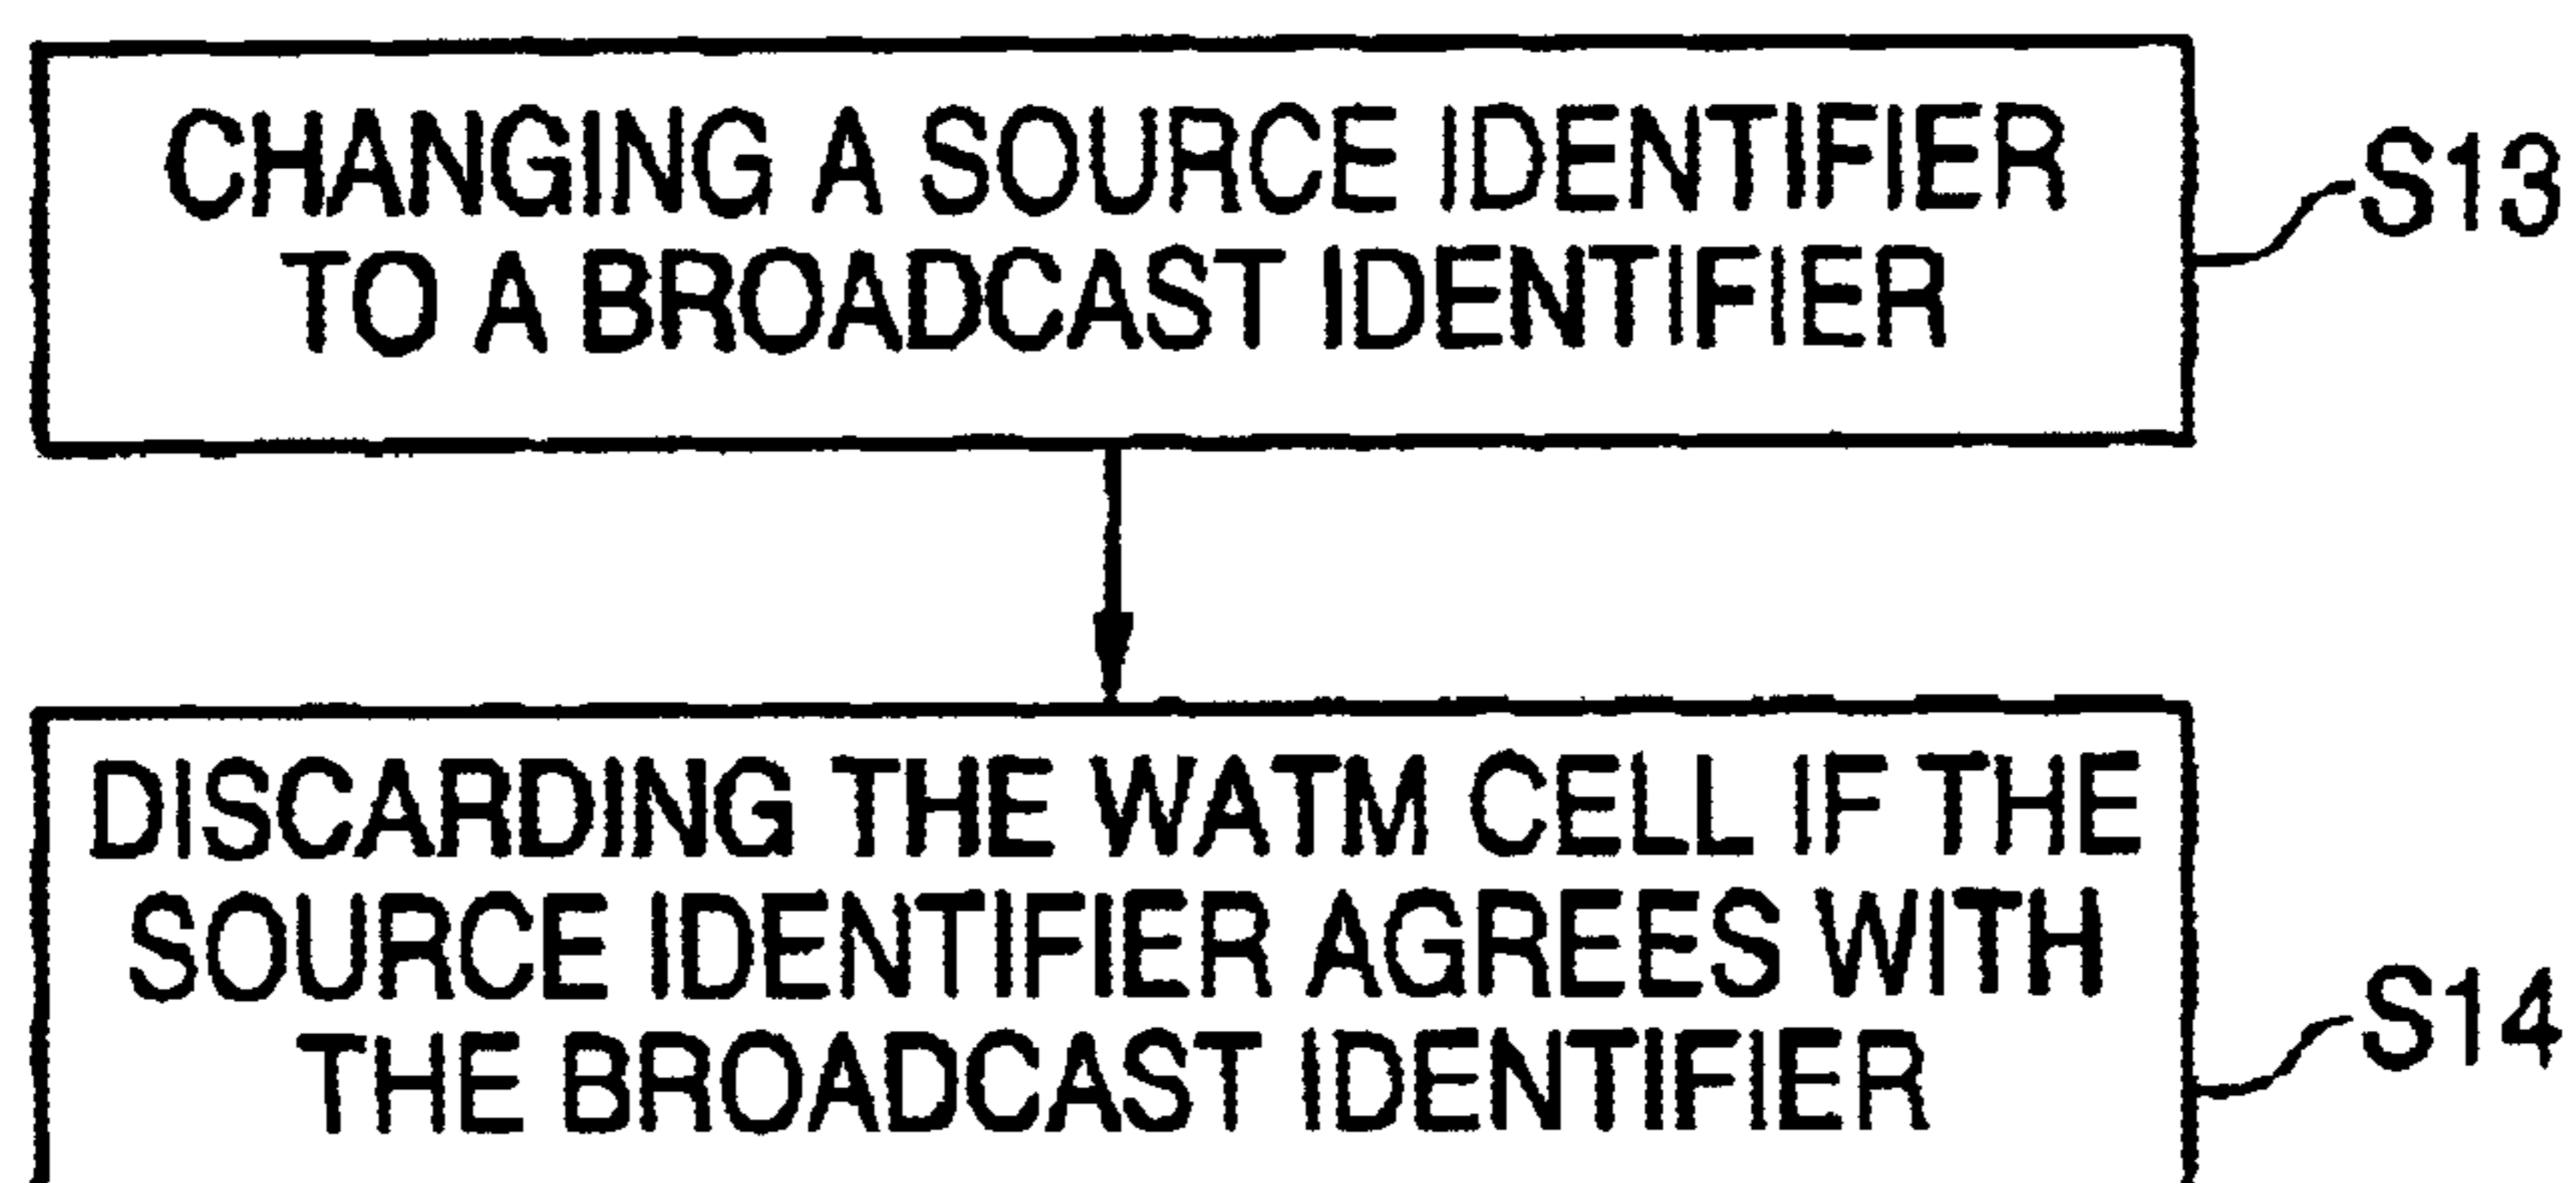 CHANGING A SOURCE IDENTIFIER
TO A BROADCAST IDENTIFIER
S13
DISCARDING THE WATM CELL IF THE
SOURCE IDENTIFIER AGREES WITH
THE BROADCAST IDENTIFIER
S14